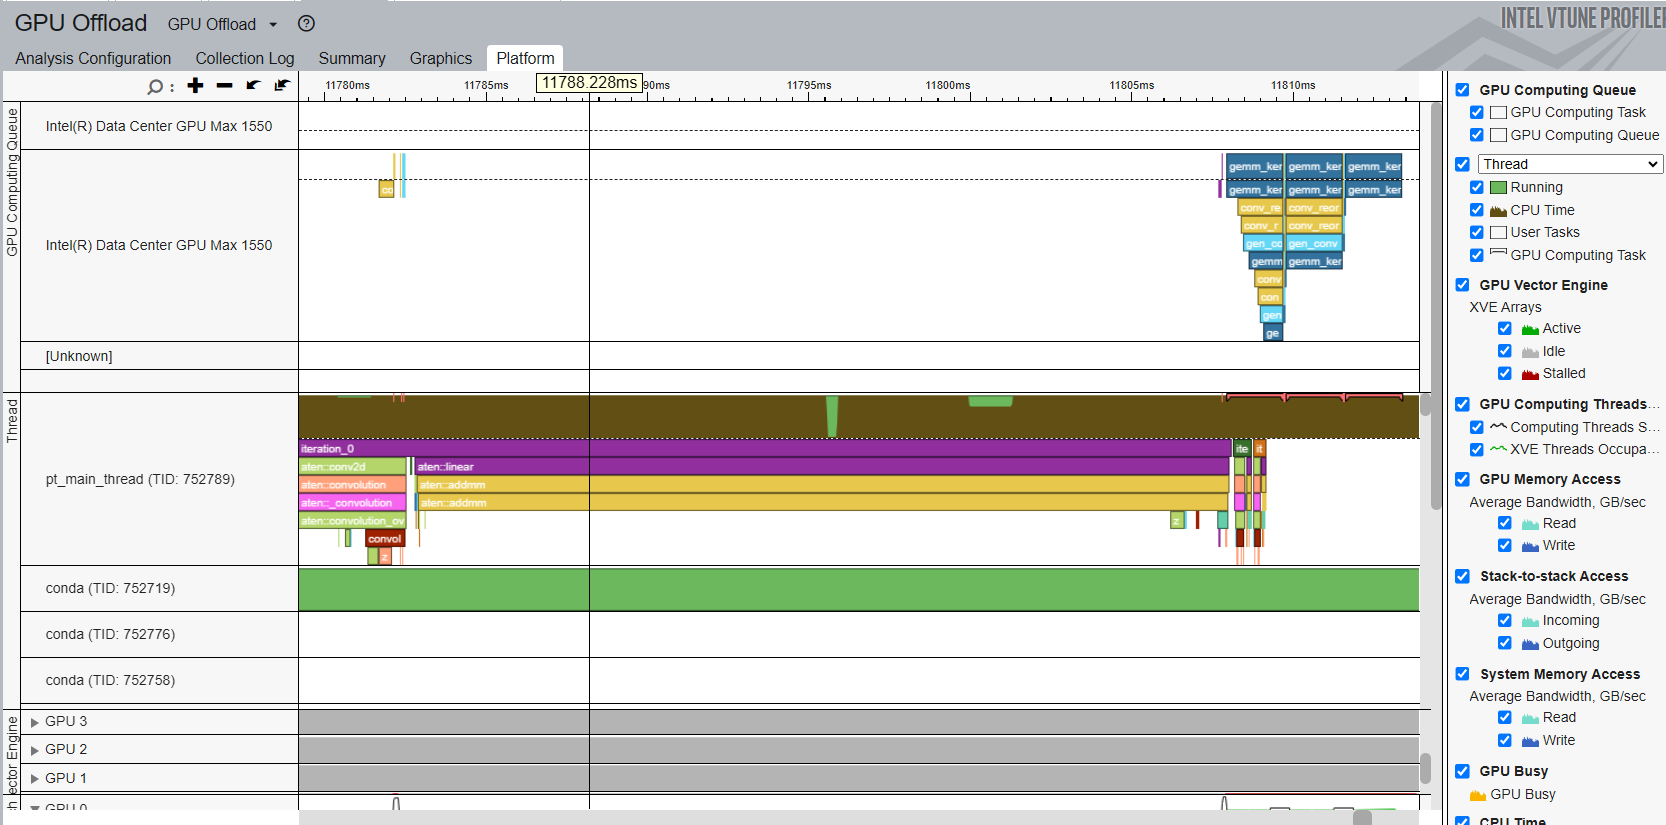 GPU Offload GPU Offload
INTEL VTUNE PROFILER
Analysis Configuration Collection Log Summary Graphics Platform
11780ms 11785ms 11788.228ms 90ms 11795ms 11800ms 11805ms 11810ms
GPU Computing Queue
Intel(R) Data Center GPU Max 1550
Intel(R) Data Center GPU Max 1550
co
gemm_ker gemm_ker gemm_ker
gemm_ker gemm_ker gemm_ker
conv_re conv_reor
conv_r conv_reor
gen_co gen_conv
gemm gemm_ker
conv
con
gen
ge
[Unknown]
Thread
pt_main_thread (TID: 752789)
iteration_0 ite it
aten::conv2d aten::linear
aten::convolution aten::addmm
aten::_convolution aten::addmm
aten::convolution_ov z
convol
z
conda (TID: 752719)
conda (TID: 752776)
conda (TID: 752758)
ector Engine
GPU 3
GPU 2
GPU 1
GPU 0
GPU Computing Queue
GPU Computing Task
GPU Computing Queue
Thread
Running
CPU Time
User Tasks
GPU Computing Task
GPU Vector Engine
XVE Arrays
Active
Idle
Stalled
GPU Computing Threads...
Computing Threads S...
XVE Threads Occupa...
GPU Memory Access
Average Bandwidth, GB/sec
Read
Write
Stack-to-stack Access
Average Bandwidth, GB/sec
Incoming
Outgoing
System Memory Access
Average Bandwidth, GB/sec
Read
Write
GPU Busy
GPU Busy
CPU Time